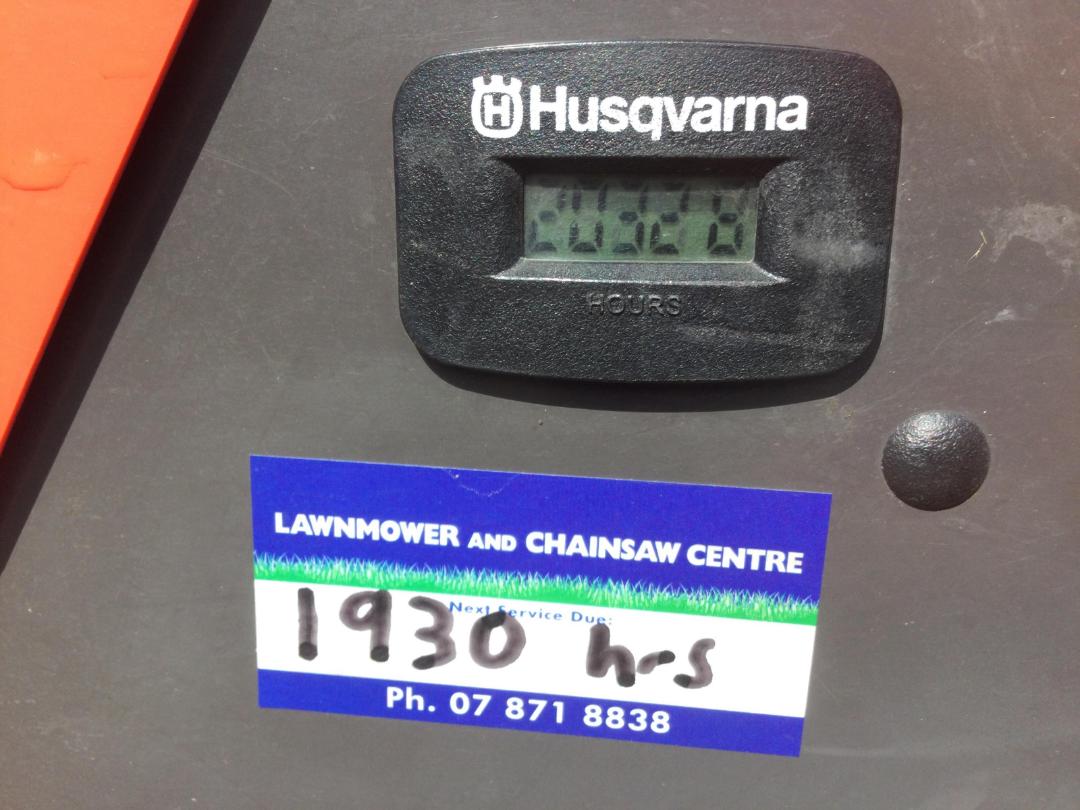 Husqvarna
HOURS
LAWNMOWER AND CHAINSAW CENTRE
Next Service Due:
1930 hrs
Ph. 07 871 8838